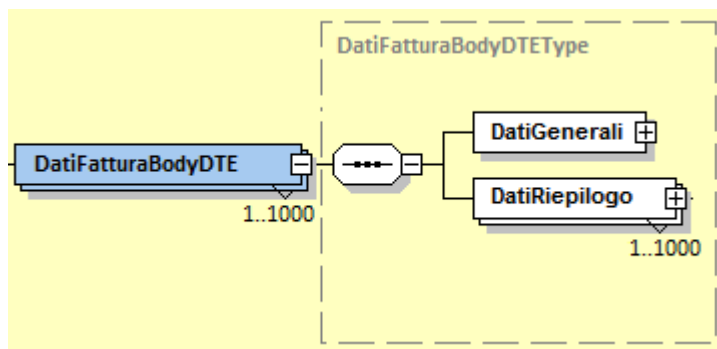 DatiFatturaBodyDTEType
DatiGenerali
DatiFatturaBodyDTE
DatiRiepilogo
1..1000
1..1000